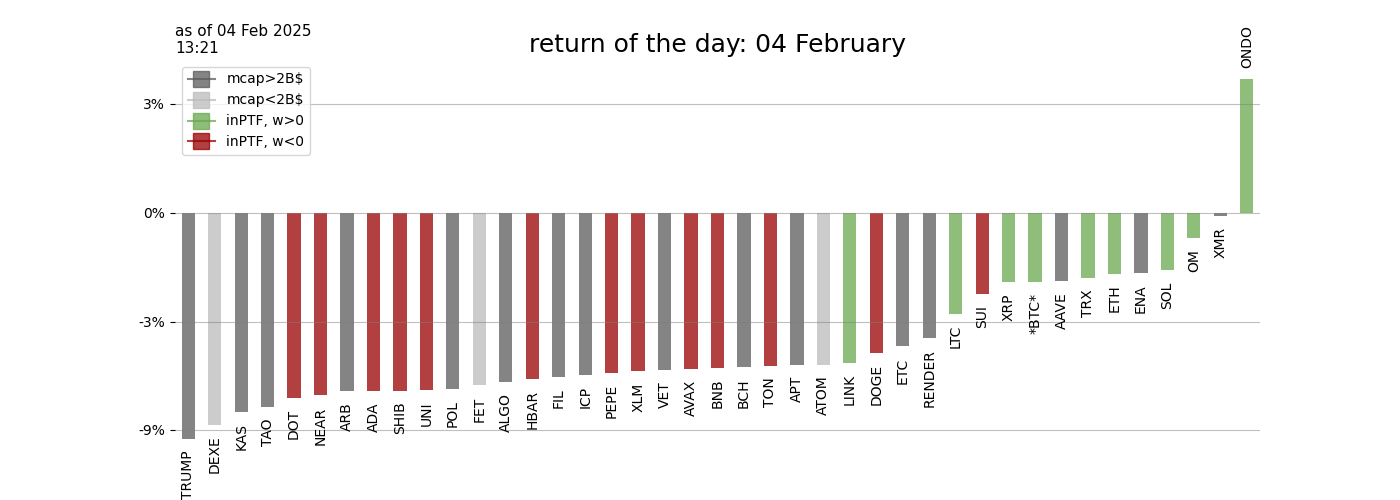 as of 04 Feb 2025
13:21
return of the day: 04 February
mcap>2B$
mcap<2B$
inPTF, w>0
inPTF, w<0
3%
0%
-3%
-9%
TRUMP
DEXE
KAS
TAO
DOT
NEAR
ARB
ADA
SHIB
UNI
POL
FET
ALGO
HBAR
FIL
ICP
PEPE
XLM
VET
AVAX
BNB
BCH
TON
APT
ATOM
LINK
DOGE
ETC
RENDER
LTC
SUI
XRP
*BTC*
AAVE
TRX
ETH
ENA
SOL
OM
XMR
ONDO